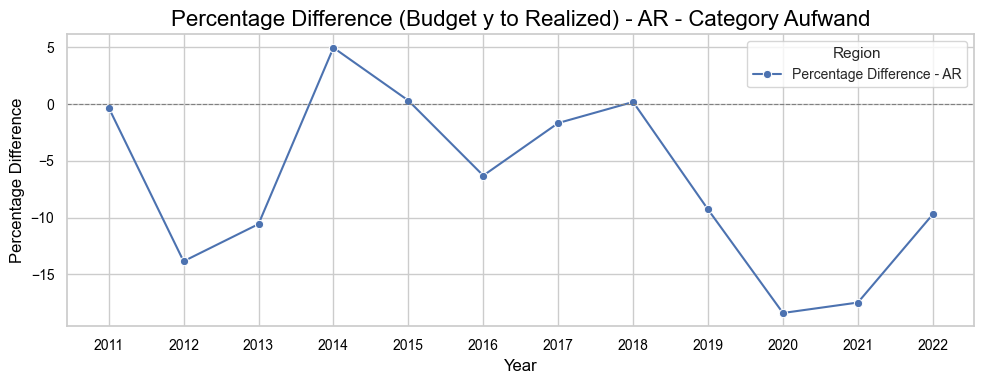 Percentage Difference (Budget y to Realized) - AR - Category Aufwand
Region
Percentage Difference - AR
Percentage Difference
5
0
−5
−10
−15
2011 2012 2013 2014 2015 2016 2017 2018 2019 2020 2021 2022
Year